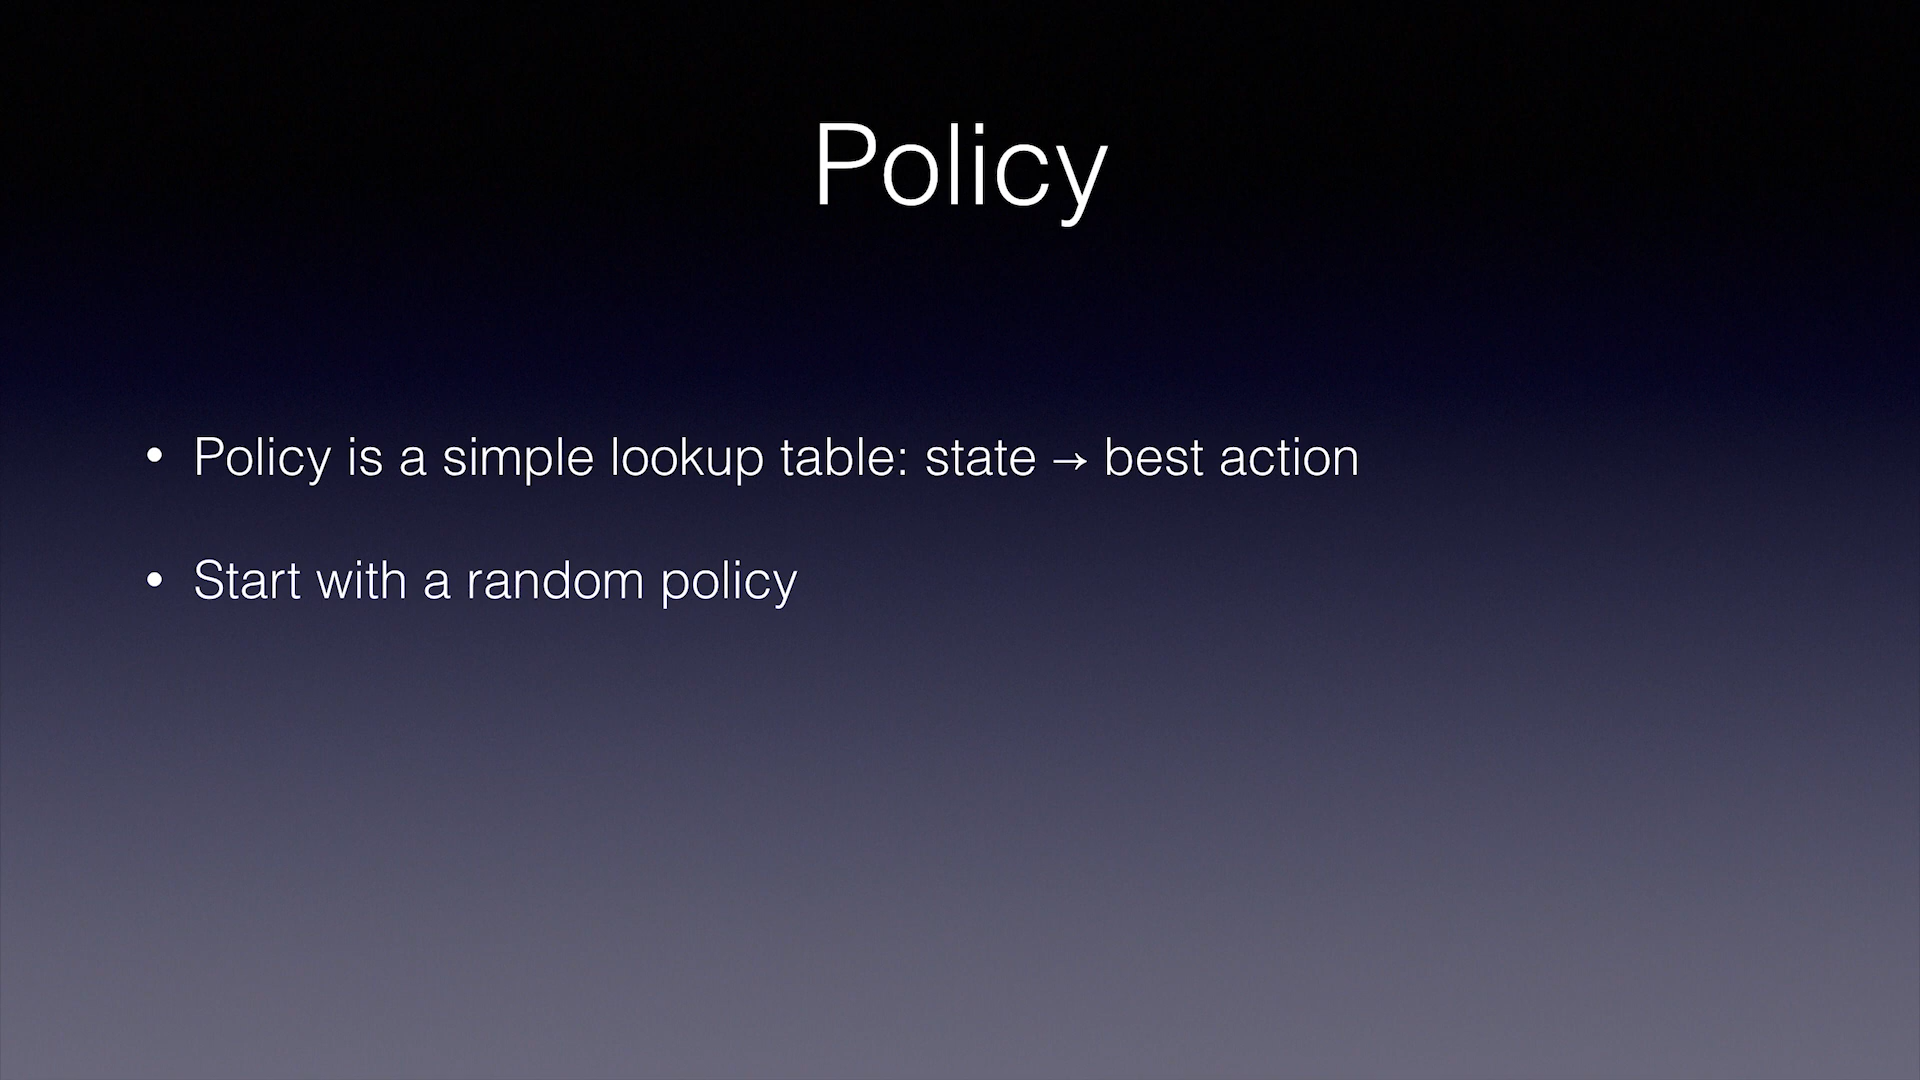 Policy
• Policy is a simple lookup table: state → best action
• Start with a random policy